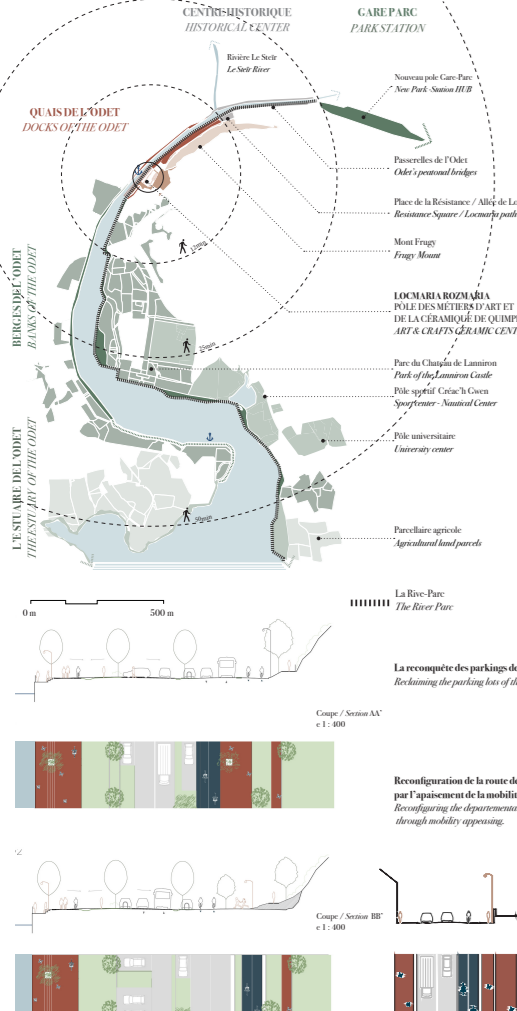 CENTRE HISTORIQUE
HISTORICAL CENTER
GARE PARC
PARK STATION
Rivière Le Steïr
Le Steïr River
Nouveau pole Gare-Parc
New Park-Station HUB
QUAIS DE L'ODET
DOCKS OF THE ODET
Passerelles de l'Odet
Odet's peatonal bridges
Place de la Résistance / Allée de Lo
Resistance Square / Locmaria path
Mont Frugy
Frugy Mount
15min
BERGES DE L'ODET
BANKS OF THE ODET
LOCMARIA ROZMARIA
PÔLE DES MÉTIERS D'ART ET
DE LA CÉRAMIQUE DE QUIMP
ART & CRAFTS CERAMIC CENT
25min
Parc du Chateau de Lanniron
Park of the Lanniron Castle
Pôle sportif Créac'h Gwen
Sport center - Nautical Center
Pôle universitaire
University center
L'ESTUAIRE DE L'ODET
THE ESTUARY OF THE ODET
50min
Parcellaire agricole
Agricultural land parcels
La Rive-Parc
The River Parc
0 m
500 m
La reconquête des parkings de
Reclaiming the parking lots of th
Coupe / Section AA'
e 1 : 400
Reconfiguration de la route de
par l'apaisement de la mobilit
Reconfiguring the departementa
through mobility appeasing.
Coupe / Section BB'
e 1 : 400